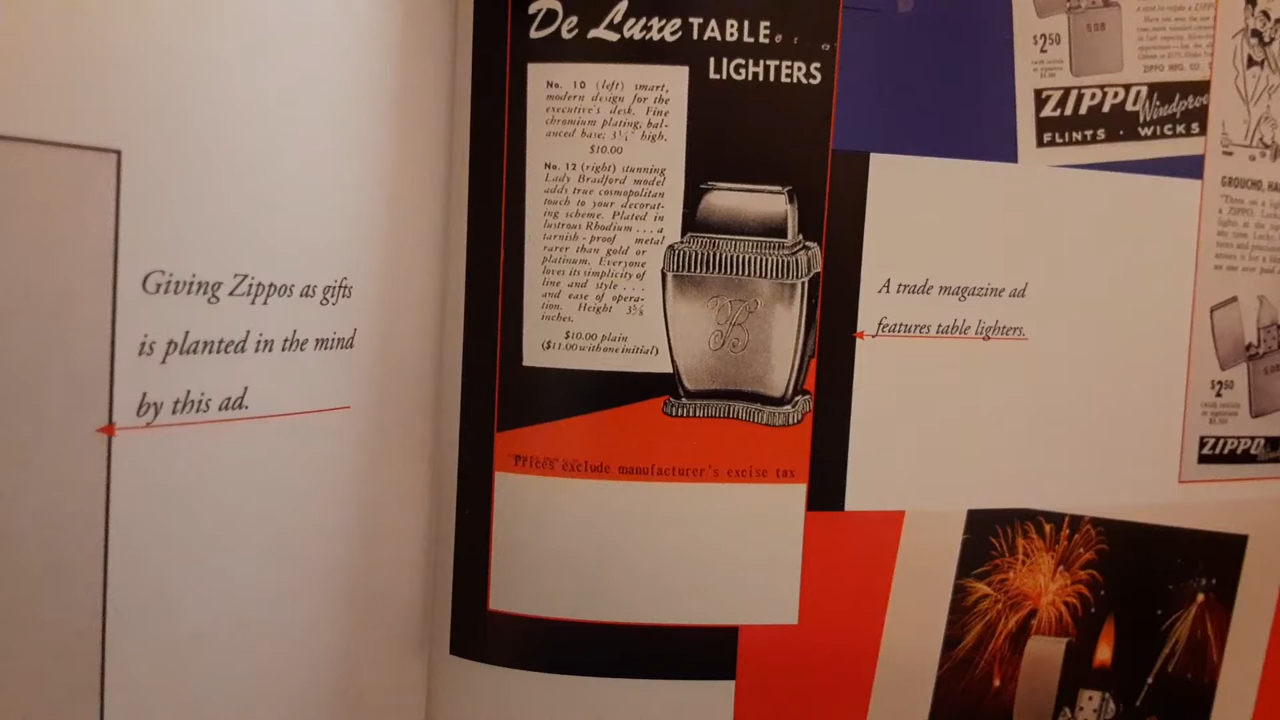 Giving Zippos as gifts
is planted in the mind
by this ad.
De Luxe TABLE...
LIGHTERS
No. 10 (left) smart,
modern design for the
executive's desk. Fine
chromium plating, bal-
anced base; 3¼" high.
$10.00
No. 12 (right) stunning
Lady Bradford model
adds true cosmopolitan
touch to your decorat-
ing scheme. Plated in
lustrous Rhodium ... a
tarnish-proof metal
rarer than gold or
platinum. Everyone
loves its simplicity of
line and style ...
and ease of opera-
tion. Height 3⅝
inches.
$10.00 plain
($11.00 with one initial)
B
Prices exclude manufacturer's excise tax
A trade magazine ad
features table lighters.
$2.50
ZIPPO MFG. CO.,
ZIPPO Windproof
FLINTS · WICKS
GROUCHO, HA
$2.50
ZIPPO